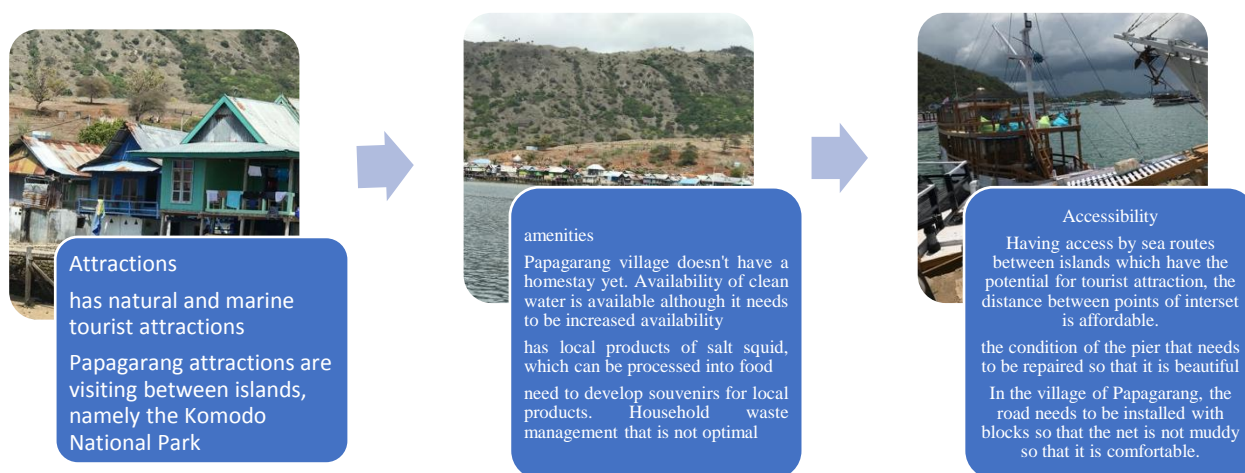 Attractions
has natural and marine
tourist attractions
Papagarang attractions are
visiting between islands,
namely the Komodo
National Park
amenities
Papagarang village doesn't have a
homestay yet. Availability of clean
water is available although it needs
to be increased availability
has local products of salt squid,
which can be processed into food
need to develop souvenirs for local
products. Household waste
management that is not optimal
Accessibility
Having access by sea routes
between islands which have the
potential for tourist attraction, the
distance between points of interset
is affordable.
the condition of the pier that needs
to be repaired so that it is beautiful
In the village of Papagarang, the
road needs to be installed with
blocks so that the net is not muddy
so that it is comfortable.